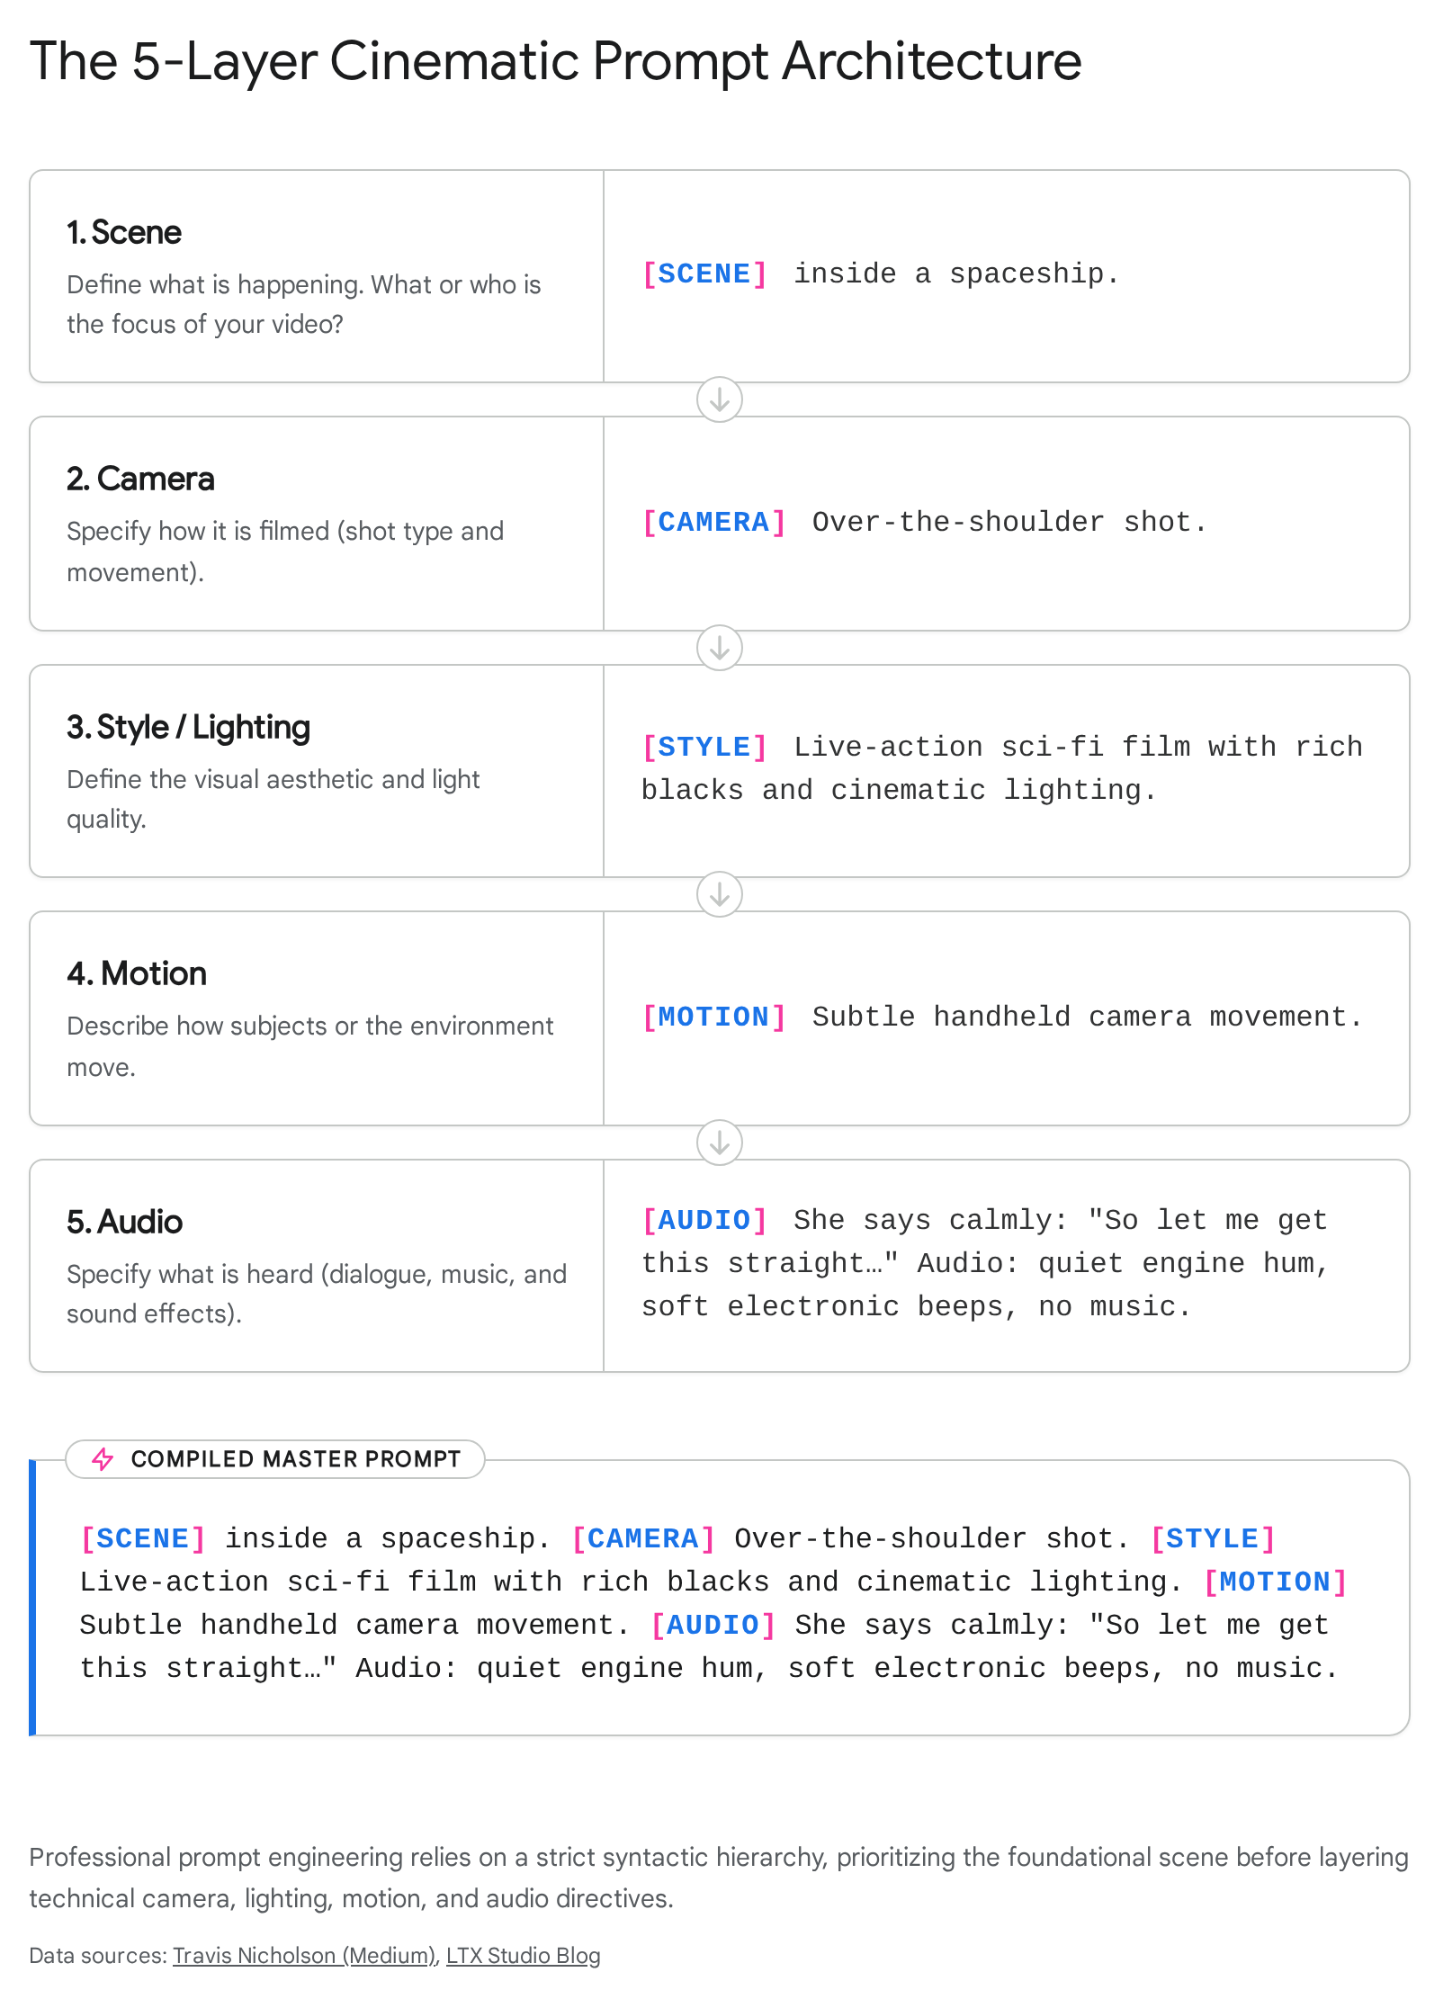 The 5-Layer Cinematic Prompt Architecture
1. Scene
Define what is happening. What or who is
the focus of your video?
[SCENE] inside a spaceship.
2. Camera
Specify how it is filmed (shot type and
movement).
[CAMERA] Over-the-shoulder shot.
3. Style / Lighting
Define the visual aesthetic and light
quality.
[STYLE] Live-action sci-fi film with rich
blacks and cinematic lighting.
4. Motion
Describe how subjects or the environment
move.
[MOTION] Subtle handheld camera movement.
5. Audio
Specify what is heard (dialogue, music, and
sound effects).
[AUDIO] She says calmly: "So let me get
this straight…" Audio: quiet engine hum,
soft electronic beeps, no music.
COMPILED MASTER PROMPT
[SCENE] inside a spaceship. [CAMERA] Over-the-shoulder shot. [STYLE]
Live-action sci-fi film with rich blacks and cinematic lighting. [MOTION]
Subtle handheld camera movement. [AUDIO] She says calmly: "So let me get
this straight…" Audio: quiet engine hum, soft electronic beeps, no music.
Professional prompt engineering relies on a strict syntactic hierarchy, prioritizing the foundational scene before layering
technical camera, lighting, motion, and audio directives.
Data sources: Travis Nicholson (Medium), LTX Studio Blog